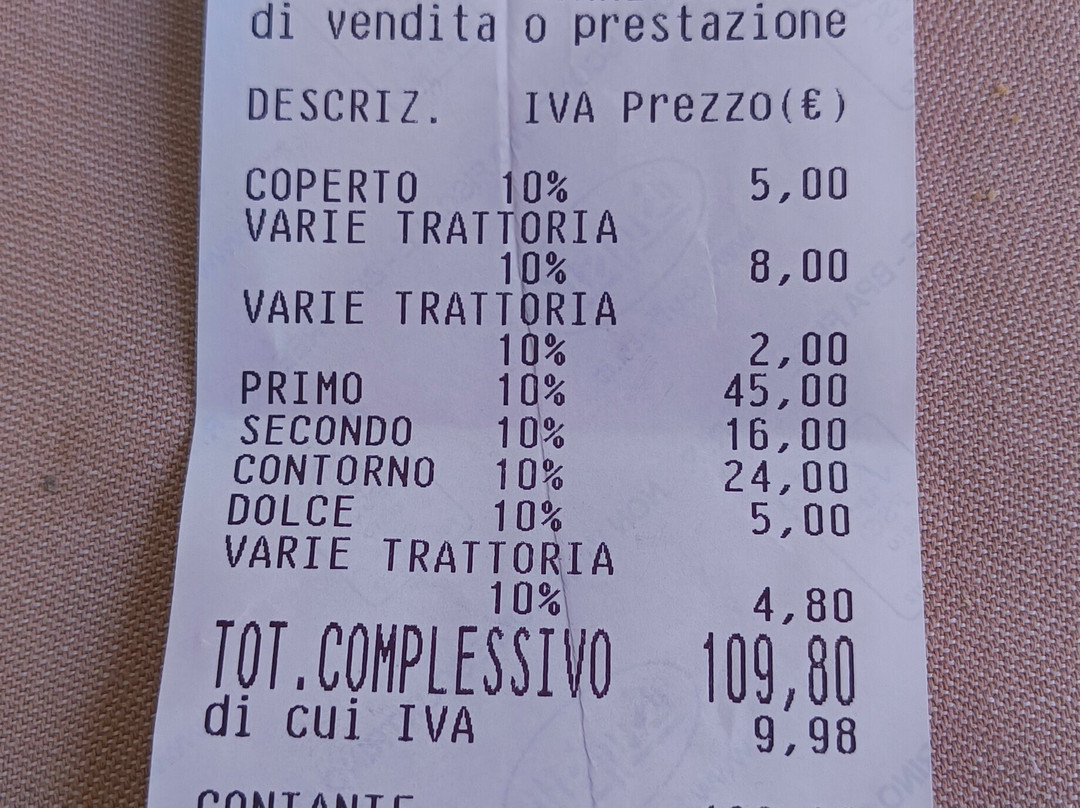 di vendita o prestazione
DESCRIZ. IVA Prezzo(€)
COPERTO 10% 5,00
VARIE TRATTORIA
10% 8,00
VARIE TRATTORIA
10% 2,00
PRIMO 10% 45,00
SECONDO 10% 16,00
CONTORNO 10% 24,00
DOLCE 10% 5,00
VARIE TRATTORIA
10% 4,80
TOT.COMPLESSIVO 109,80
di cui IVA 9,98